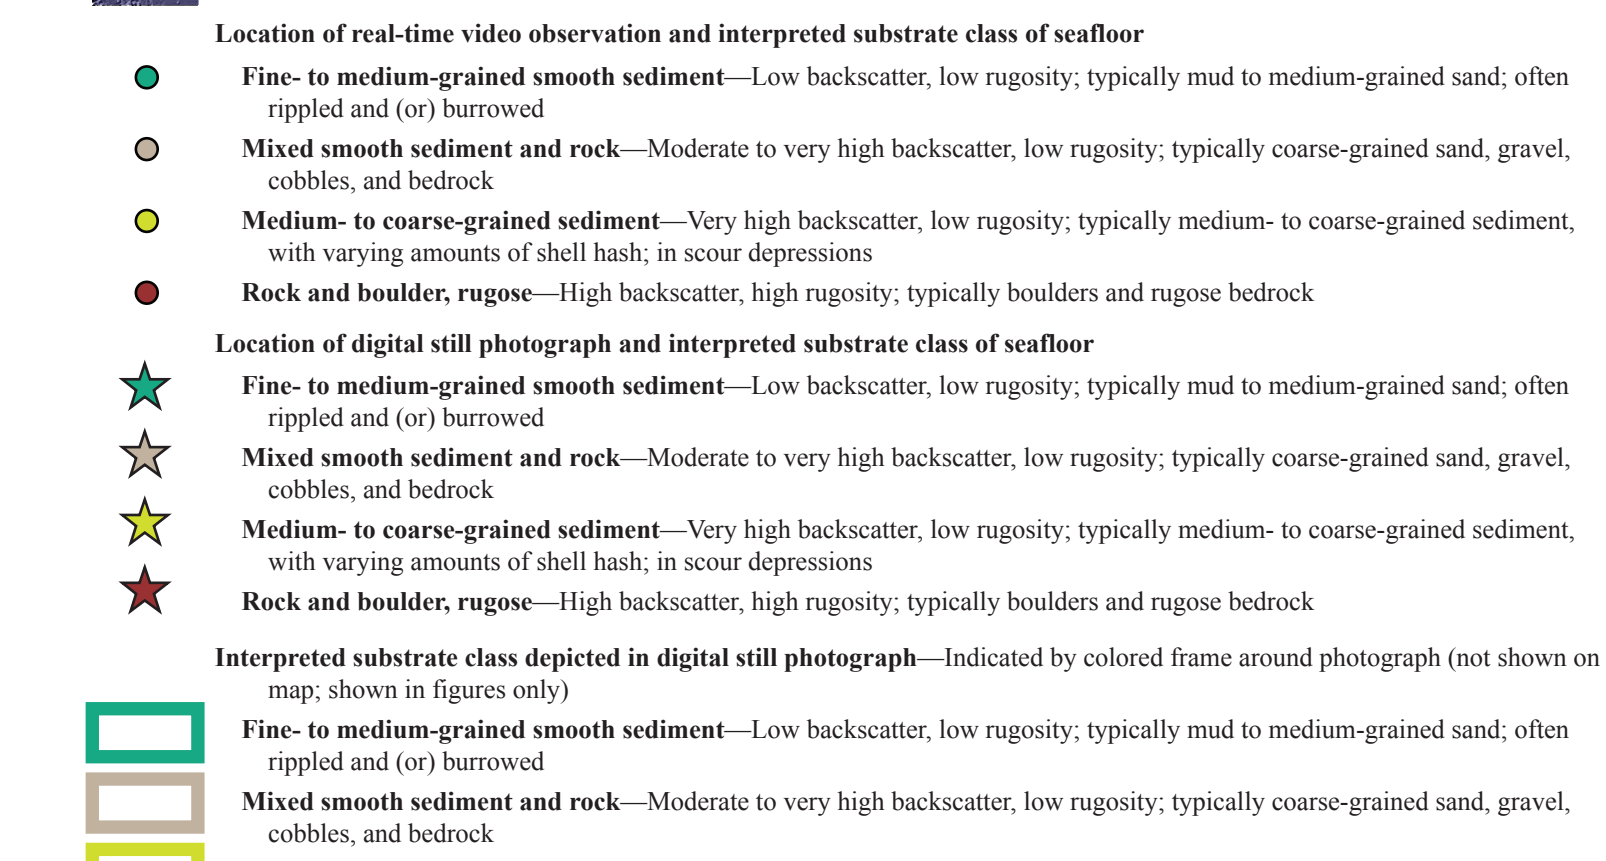 Location of real-time video observation and interpreted substrate class of seafloor
Fine- to medium-grained smooth sediment—Low backscatter, low rugosity; typically mud to medium-grained sand; often
rippled and (or) burrowed
Mixed smooth sediment and rock—Moderate to very high backscatter, low rugosity; typically coarse-grained sand, gravel,
cobbles, and bedrock
Medium- to coarse-grained sediment—Very high backscatter, low rugosity; typically medium- to coarse-grained sediment,
with varying amounts of shell hash; in scour depressions
Rock and boulder, rugose—High backscatter, high rugosity; typically boulders and rugose bedrock
Location of digital still photograph and interpreted substrate class of seafloor
Fine- to medium-grained smooth sediment—Low backscatter, low rugosity; typically mud to medium-grained sand; often
rippled and (or) burrowed
Mixed smooth sediment and rock—Moderate to very high backscatter, low rugosity; typically coarse-grained sand, gravel,
cobbles, and bedrock
Medium- to coarse-grained sediment—Very high backscatter, low rugosity; typically medium- to coarse-grained sediment,
with varying amounts of shell hash; in scour depressions
Rock and boulder, rugose—High backscatter, high rugosity; typically boulders and rugose bedrock
Interpreted substrate class depicted in digital still photograph—Indicated by colored frame around photograph (not shown on
map; shown in figures only)
Fine- to medium-grained smooth sediment—Low backscatter, low rugosity; typically mud to medium-grained sand; often
rippled and (or) burrowed
Mixed smooth sediment and rock—Moderate to very high backscatter, low rugosity; typically coarse-grained sand, gravel,
cobbles, and bedrock